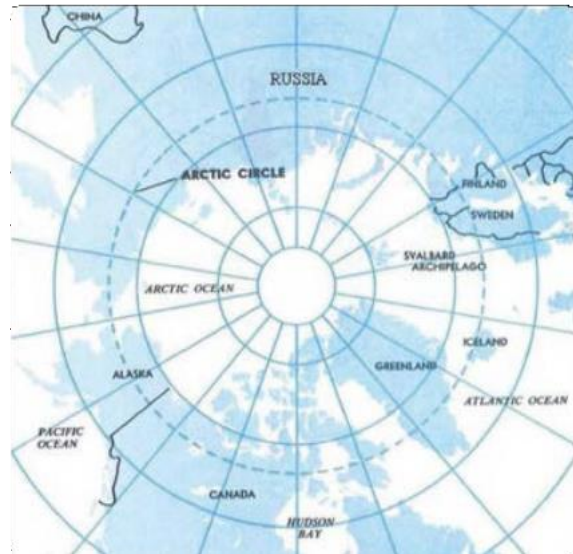 CHINA
RUSSIA
ARCTIC CIRCLE
FINLAND
SWEDEN
SVALBARD
ARCHIPELAGO
ARCTIC OCEAN
ICELAND
GREENLAND
ALASKA
ATLANTIC OCEAN
PACIFIC
OCEAN
CANADA
HUDSON
BAY